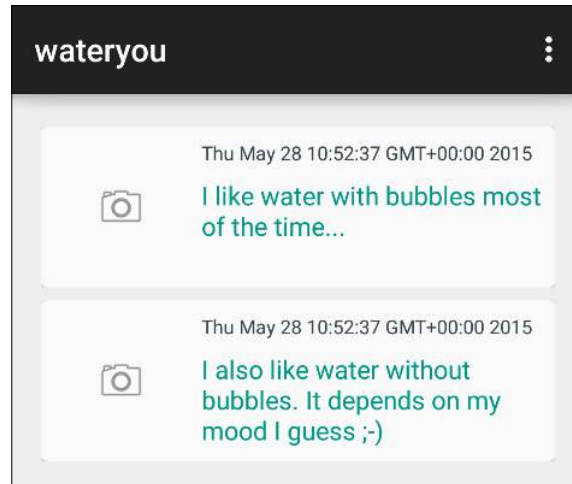 wateryou
Thu May 28 10:52:37 GMT+00:00 2015
I like water with bubbles most
of the time...
Thu May 28 10:52:37 GMT+00:00 2015
I also like water without
bubbles. It depends on my
mood I guess ;-)